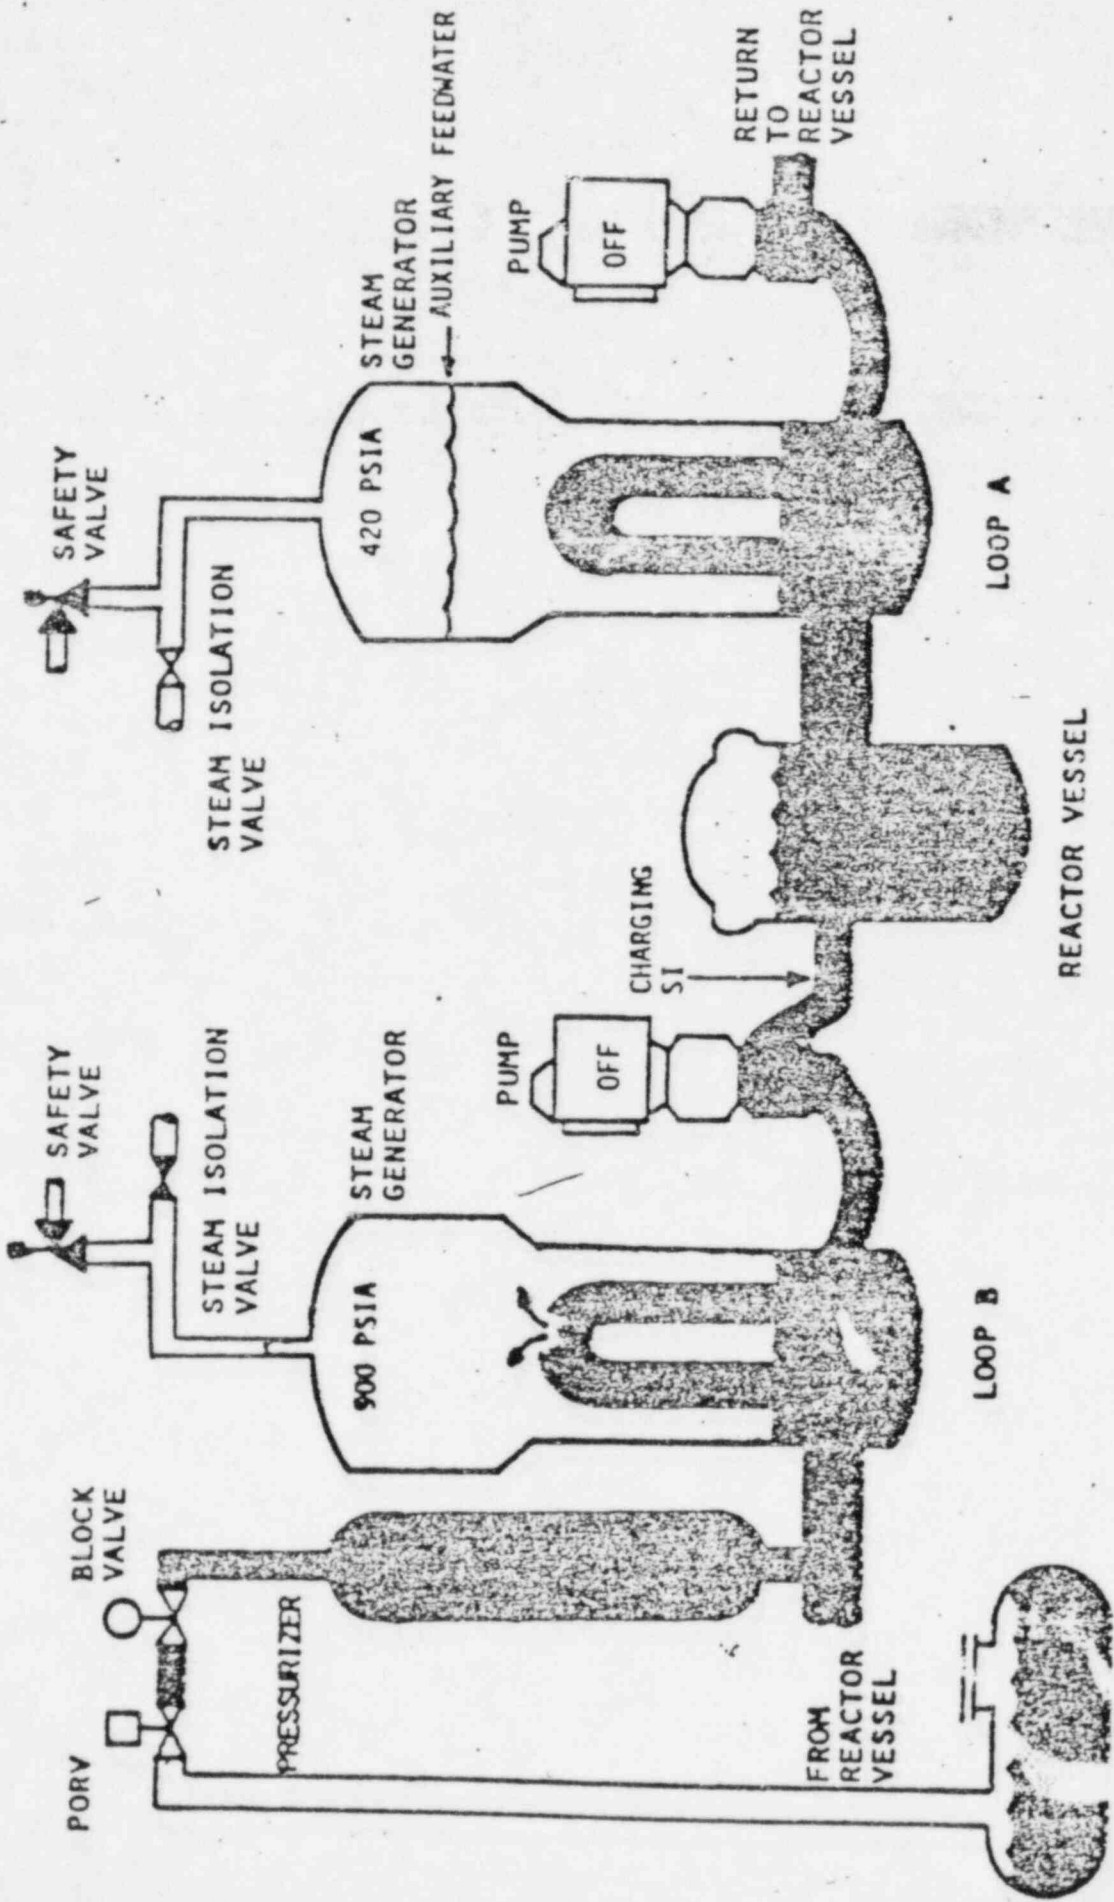 PORV
BLOCK
VALVE
SAFETY
VALVE
STEAM ISOLATION
VALVE
SAFETY
VALVE
STEAM ISOLATION
VALVE
PRESSURIZER
900 PSIA
STEAM
GENERATOR
420 PSIA
STEAM
GENERATOR
AUXILIARY FEEDWATER
PUMP
OFF
PUMP
OFF
CHARGING
SI
RETURN
TO
REACTOR
VESSEL
FROM
REACTOR
VESSEL
LOOP B
LOOP A
REACTOR VESSEL